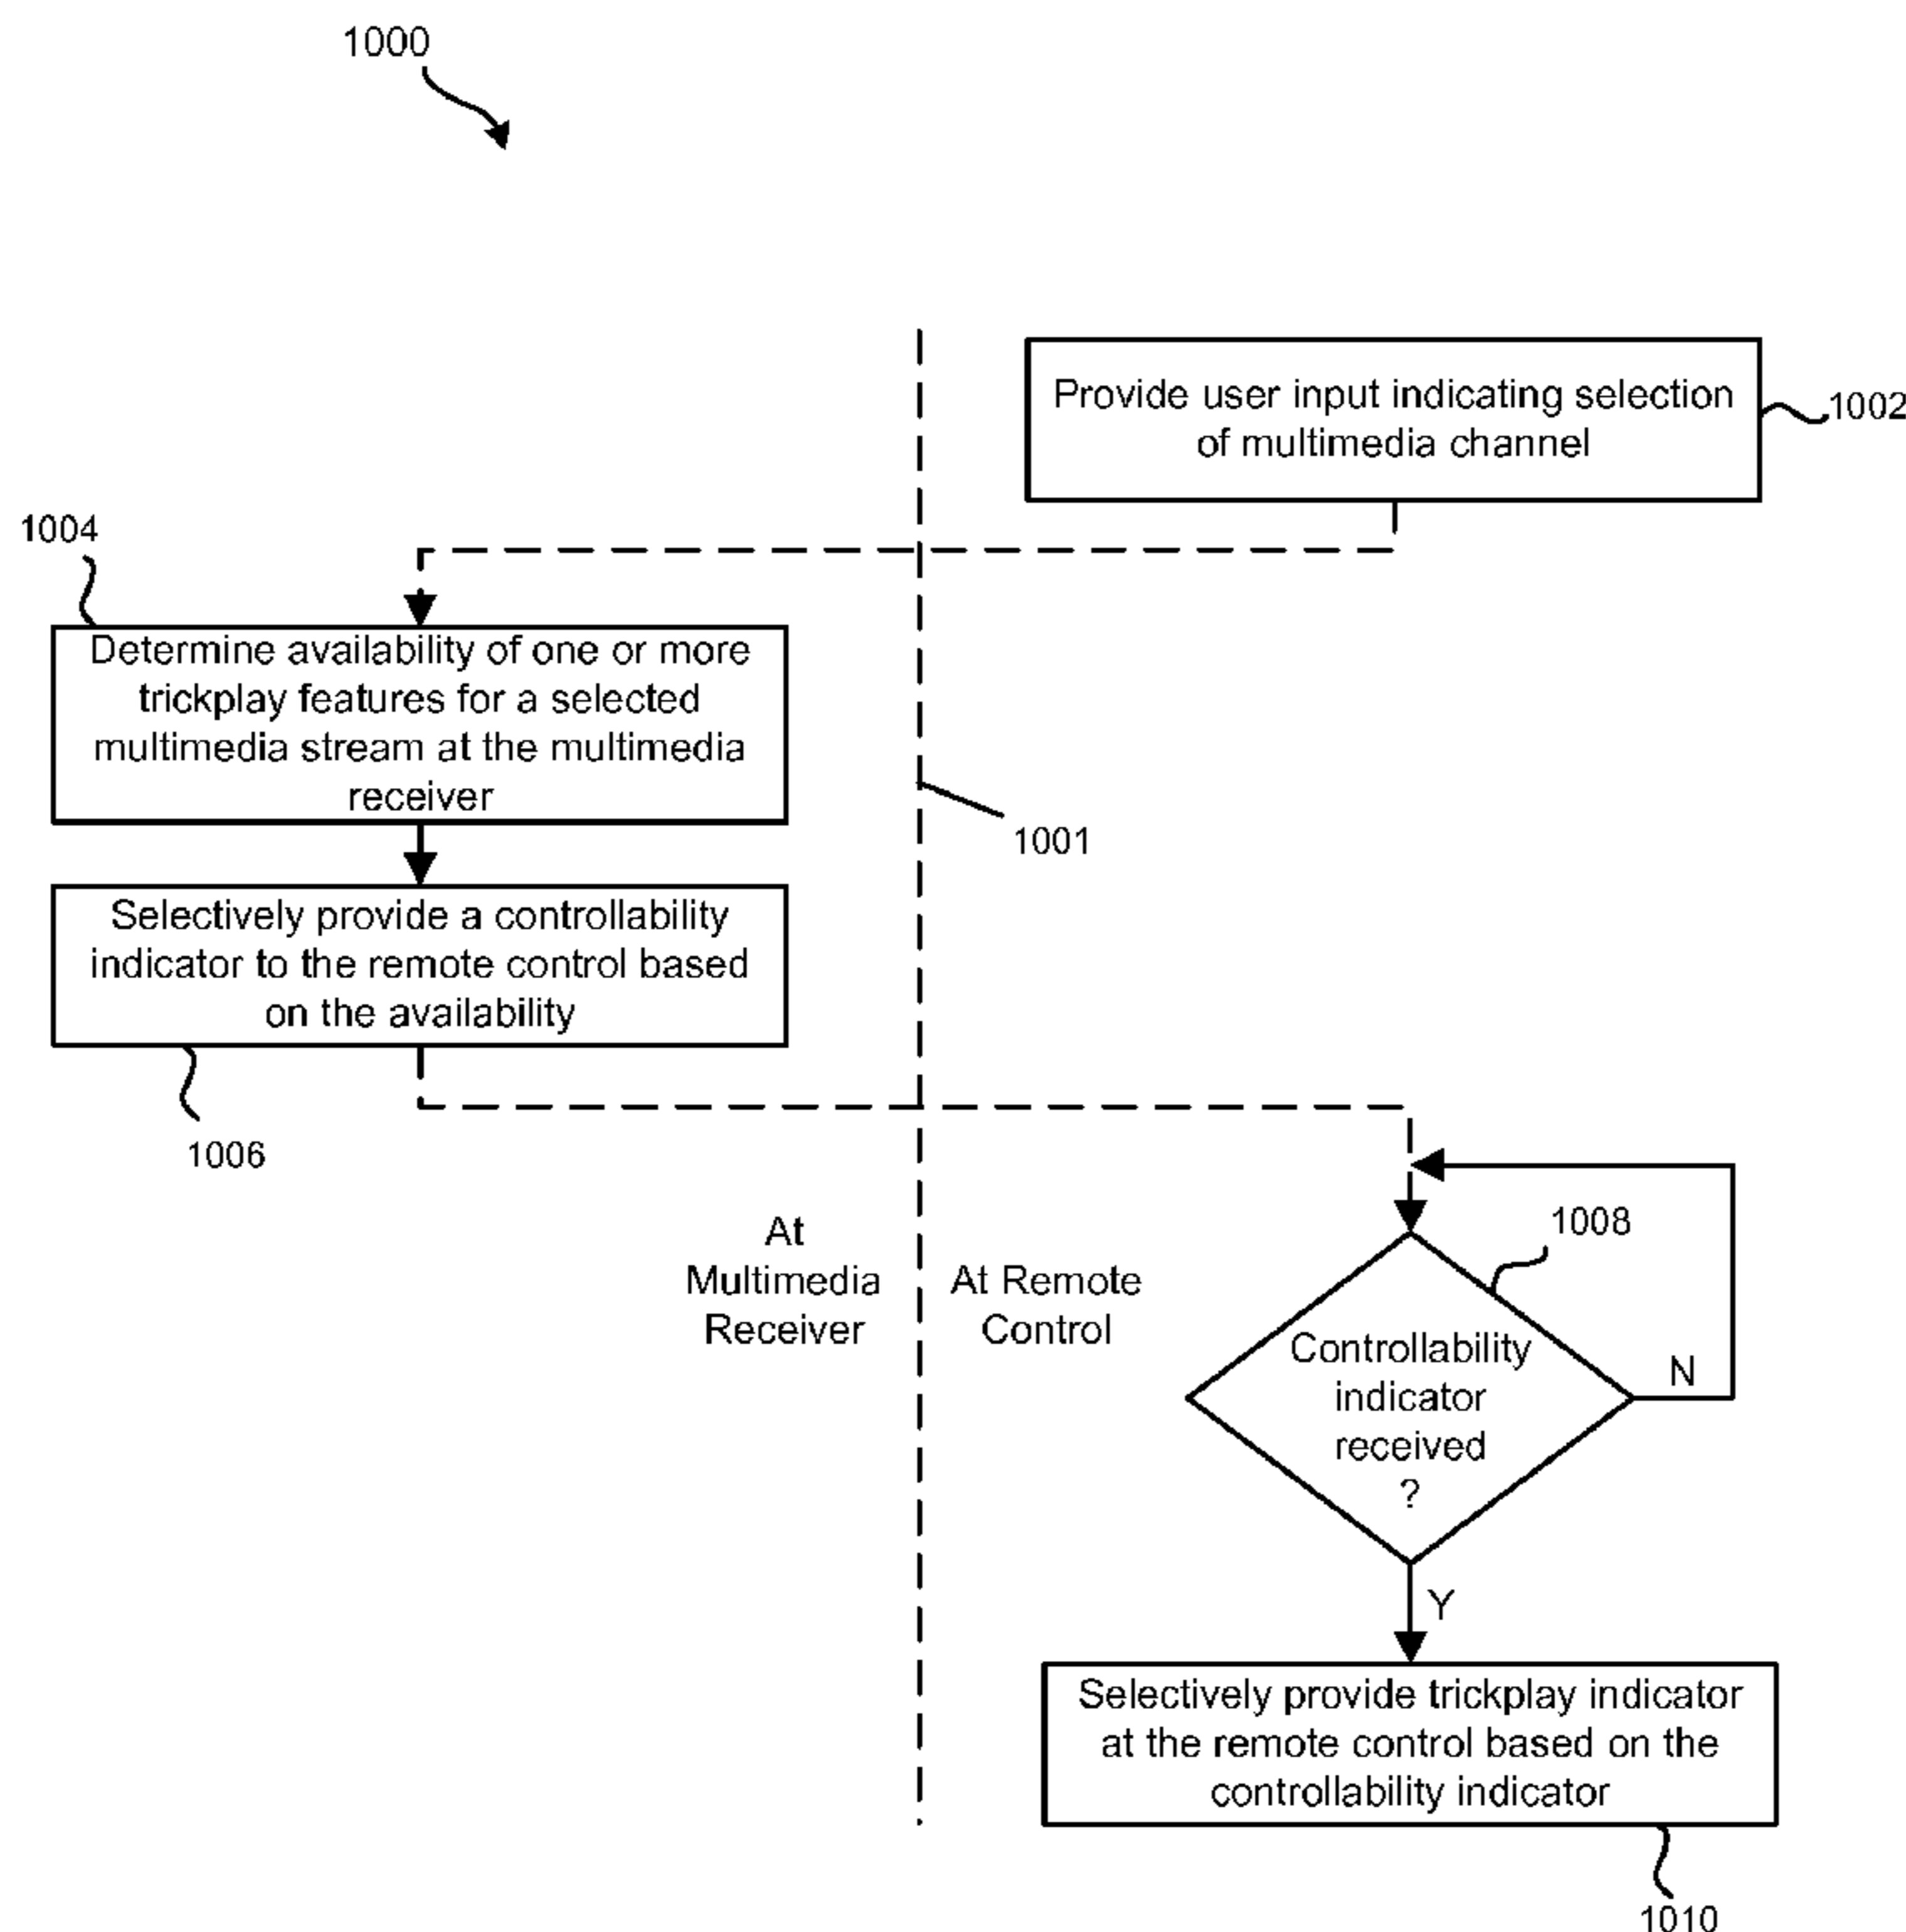 1000
Provide user input indicating selection
of multimedia channel
1002
1004
Determine availability of one or more
trickplay features for a selected
multimedia stream at the multimedia
receiver
1001
Selectively provide a controllability
indicator to the remote control based
on the availability
1006
At
Multimedia
Receiver
At Remote
Control
1008
Controllability
indicator
received
?
N
Y
Selectively provide trickplay indicator
at the remote control based on the
controllability indicator
1010